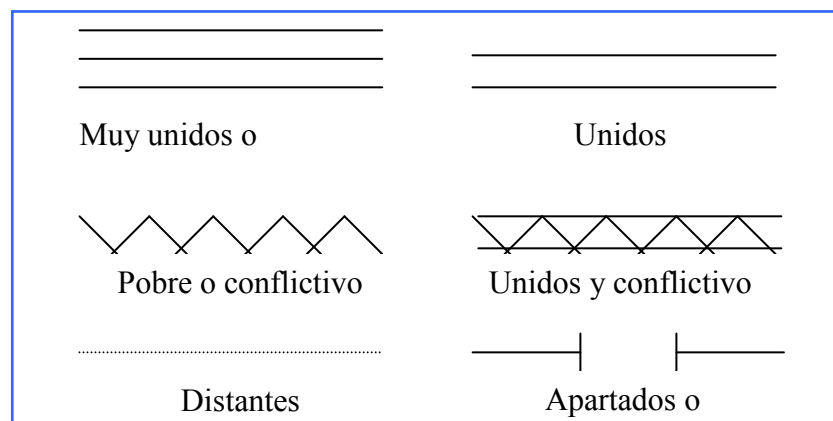 Muy unidos o
Unidos
Pobre o conflictivo
Unidos y conflictivo
Distantes
Apartados o